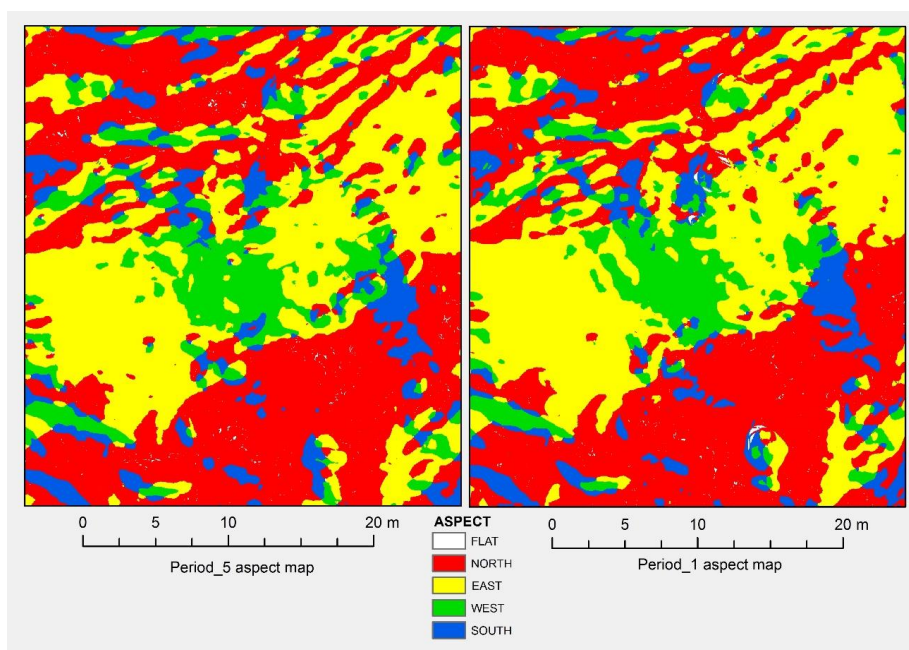 0 5 10 20 m
Period_5 aspect map
ASPECT
FLAT
NORTH
EAST
WEST
SOUTH
0 5 10 20 m
Period_1 aspect map